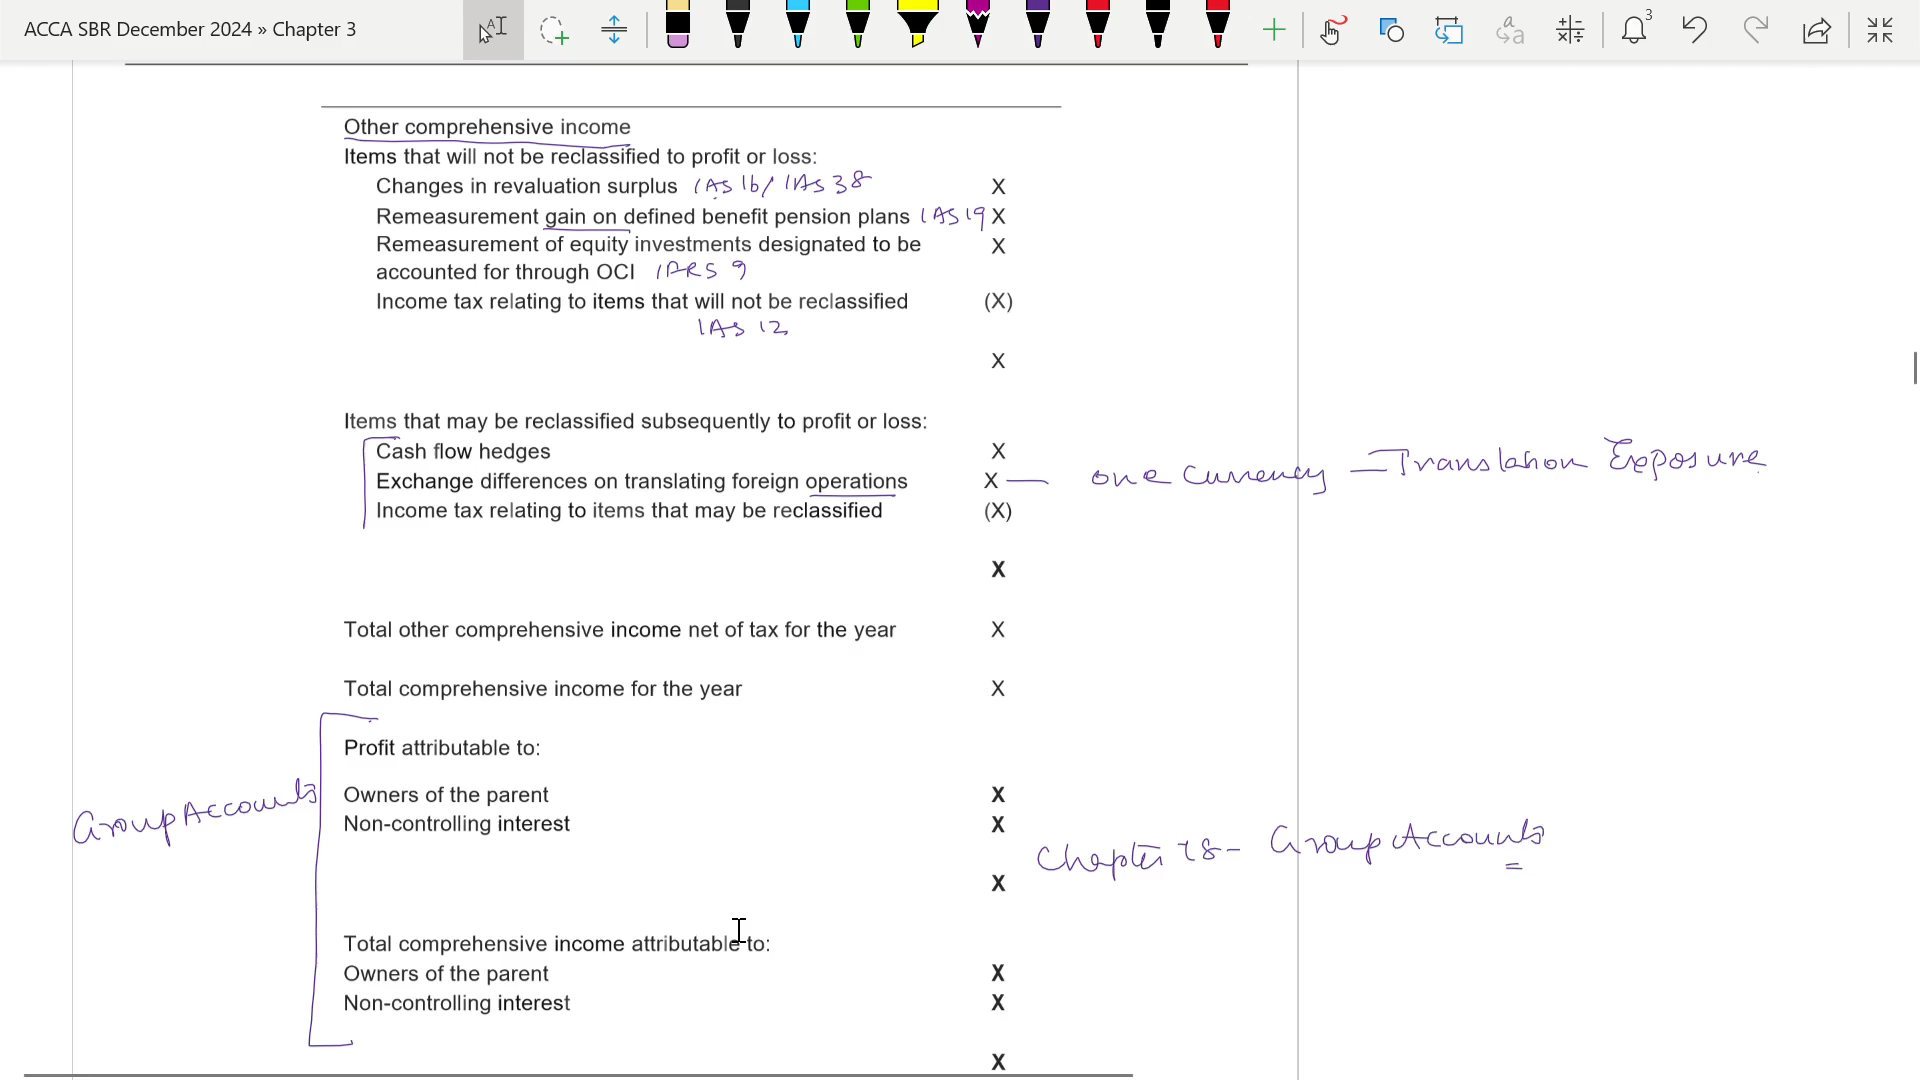 ACCA SBR December 2024 » Chapter 3
3
Other comprehensive income
Items that will not be reclassified to profit or loss:
Changes in revaluation surplus IAS 16/ IAS 38 X
Remeasurement gain on defined benefit pension plans IAS 19 X
Remeasurement of equity investments designated to be X
accounted for through OCI IFRS 9
Income tax relating to items that will not be reclassified (X)
IAS 12
X
Items that may be reclassified subsequently to profit or loss:
Cash flow hedges X
Exchange differences on translating foreign operations X — one currency — Translation Exposure
Income tax relating to items that may be reclassified (X)
X
Total other comprehensive income net of tax for the year X
Total comprehensive income for the year X
Profit attributable to:
Owners of the parent X
Group Accounts
Non-controlling interest X
Chapter 18 - Group Accounts
X
Total comprehensive income attributable to:
Owners of the parent X
Non-controlling interest X
X